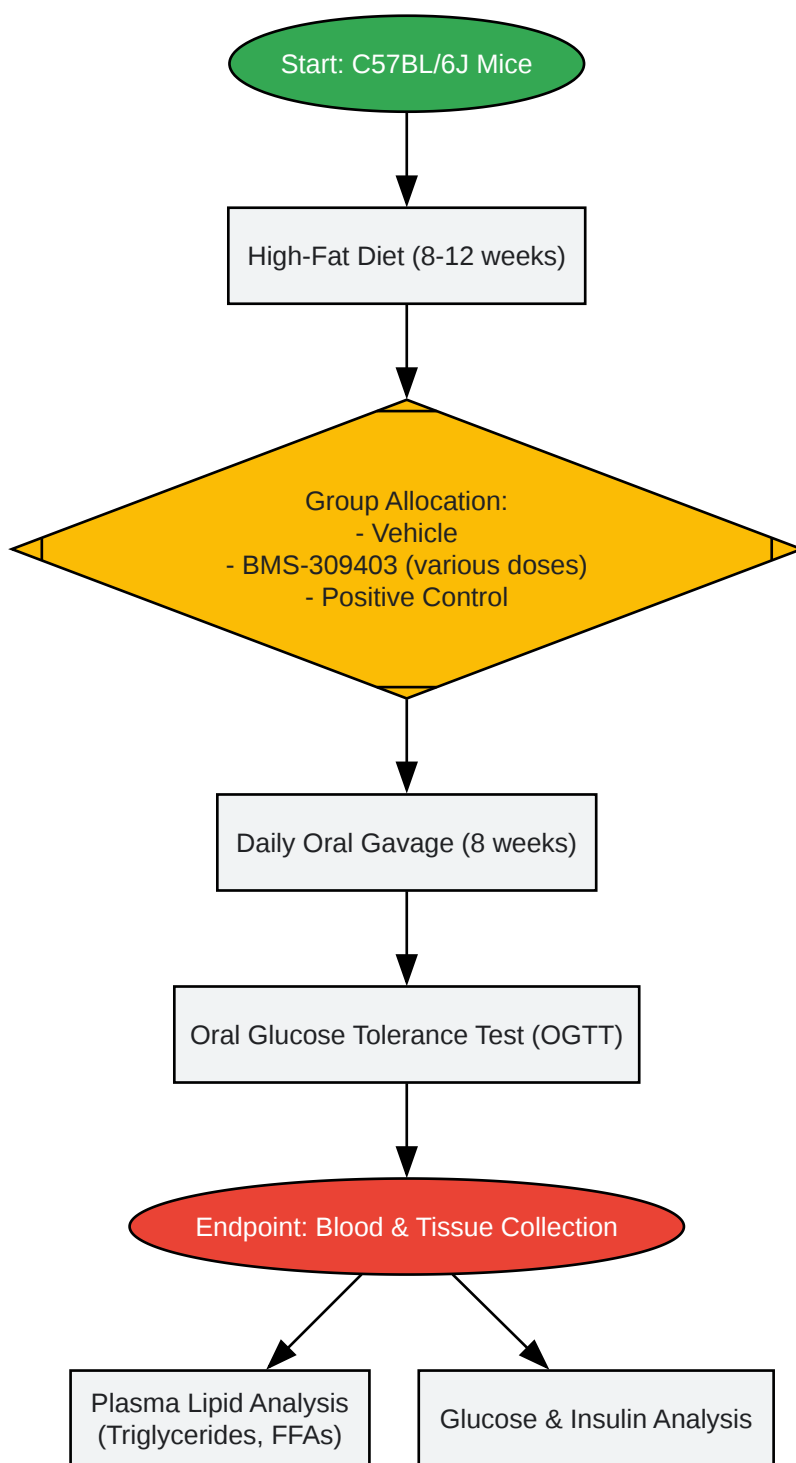 Start: C57BL/6J Mice
High-Fat Diet (8-12 weeks)
Group Allocation:
- Vehicle
- BMS-309403 (various doses)
- Positive Control
Daily Oral Gavage (8 weeks)
Oral Glucose Tolerance Test (OGTT)
Endpoint: Blood & Tissue Collection
Plasma Lipid Analysis
(Triglycerides, FFAs)
Glucose & Insulin Analysis